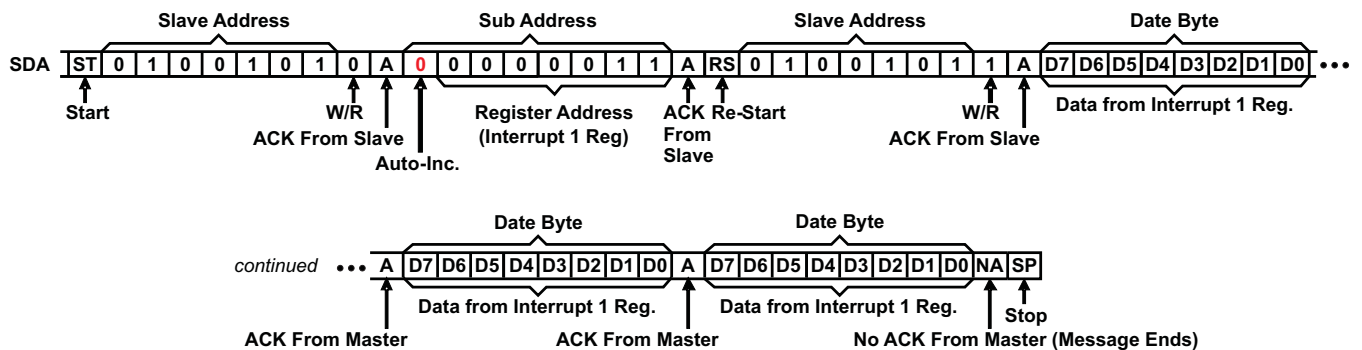 Slave Address Sub Address Slave Address Date Byte
SDA ST 0 1 0 0 1 0 1 0 A 0 0 0 0 0 0 1 1 A RS 0 1 0 0 1 0 1 1 A D7 D6 D5 D4 D3 D2 D1 D0 •••
Start W/R Register Address ACK Re-Start W/R Data from Interrupt 1 Reg.
ACK From Slave (Interrupt 1 Reg) From ACK From Slave
Auto-Inc. Slave
Date Byte Date Byte
continued ••• A D7 D6 D5 D4 D3 D2 D1 D0 A D7 D6 D5 D4 D3 D2 D1 D0 NA SP
Data from Interrupt 1 Reg. Data from Interrupt 1 Reg. Stop
ACK From Master ACK From Master No ACK From Master (Message Ends)